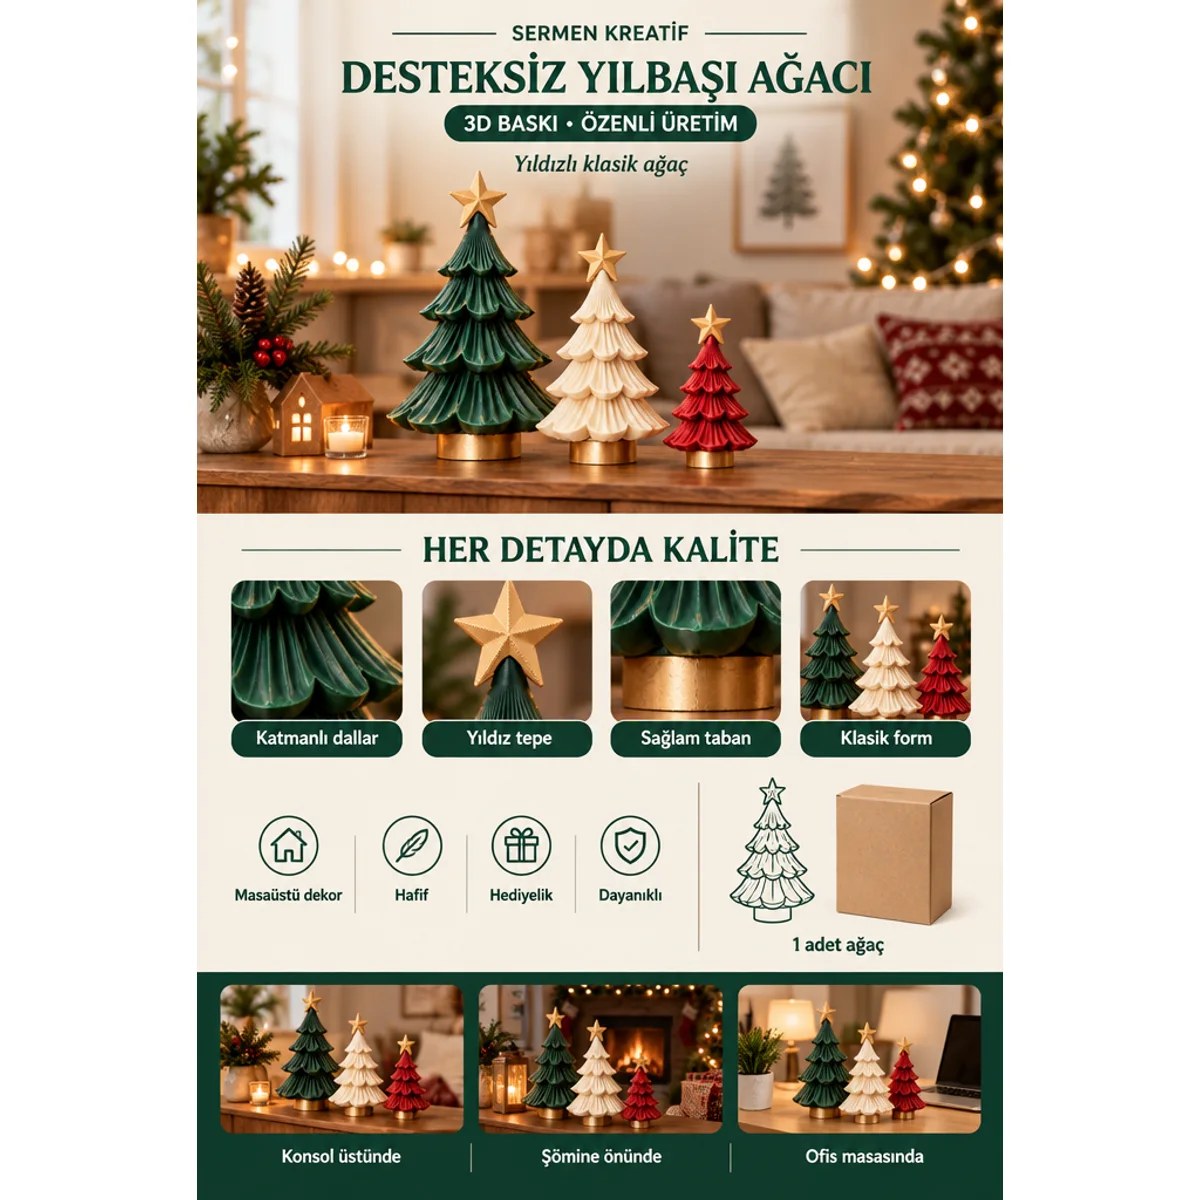 SERMEN KREATİF
DESTEKSİZ YILBAŞI AĞACI
3D BASKI • ÖZENLİ ÜRETİM
Yıldızlı klasik ağaç
HER DETAYDA KALİTE
Katmanlı dallar
Yıldız tepe
Sağlam taban
Klasik form
Masaüstü dekor
Hafif
Hediyelik
Dayanıklı
1 adet ağaç
Konsol üstünde
Şömine önünde
Ofis masasında